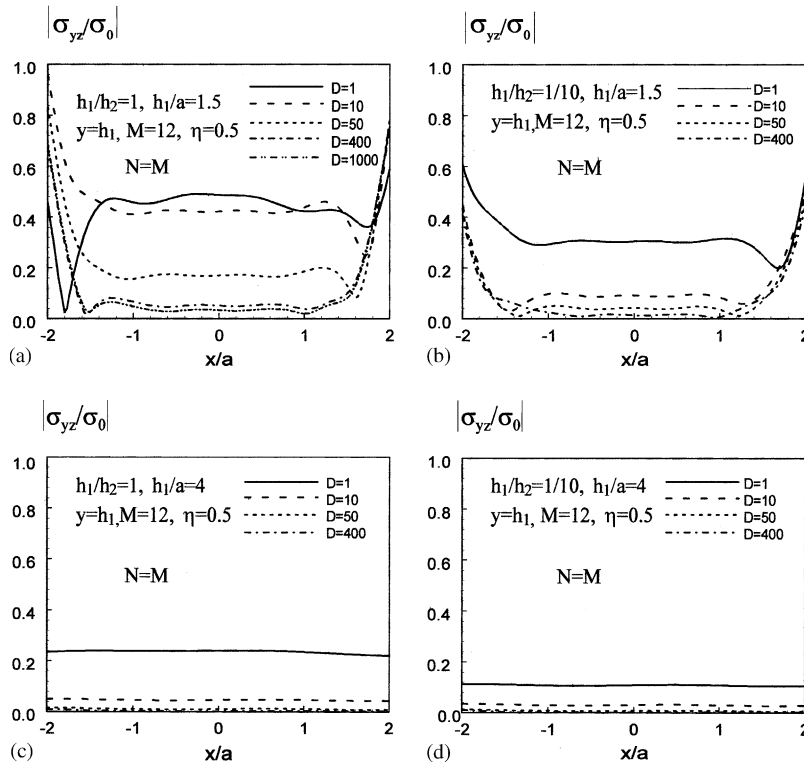 |σyz/σ0|
1.0
0.8
0.6
0.4
0.2
0.0
h1/h2=1, h1/a=1.5
y=h1, M=12, η=0.5
N=M
D=1
D=10
D=50
D=400
D=1000
-2 -1 0 1 2
(a) x/a
|σyz/σ0|
1.0
0.8
0.6
0.4
0.2
0.0
h1/h2=1/10, h1/a=1.5
y=h1, M=12, η=0.5
N=M
D=1
D=10
D=50
D=400
-2 -1 0 1 2
(b) x/a
|σyz/σ0|
1.0
0.8
0.6
0.4
0.2
0.0
h1/h2=1, h1/a=4
y=h1, M=12, η=0.5
N=M
D=1
D=10
D=50
D=400
-2 -1 0 1 2
(c) x/a
|σyz/σ0|
1.0
0.8
0.6
0.4
0.2
0.0
h1/h2=1/10, h1/a=4
y=h1, M=12, η=0.5
N=M
D=1
D=10
D=50
D=400
-2 -1 0 1 2
(d) x/a